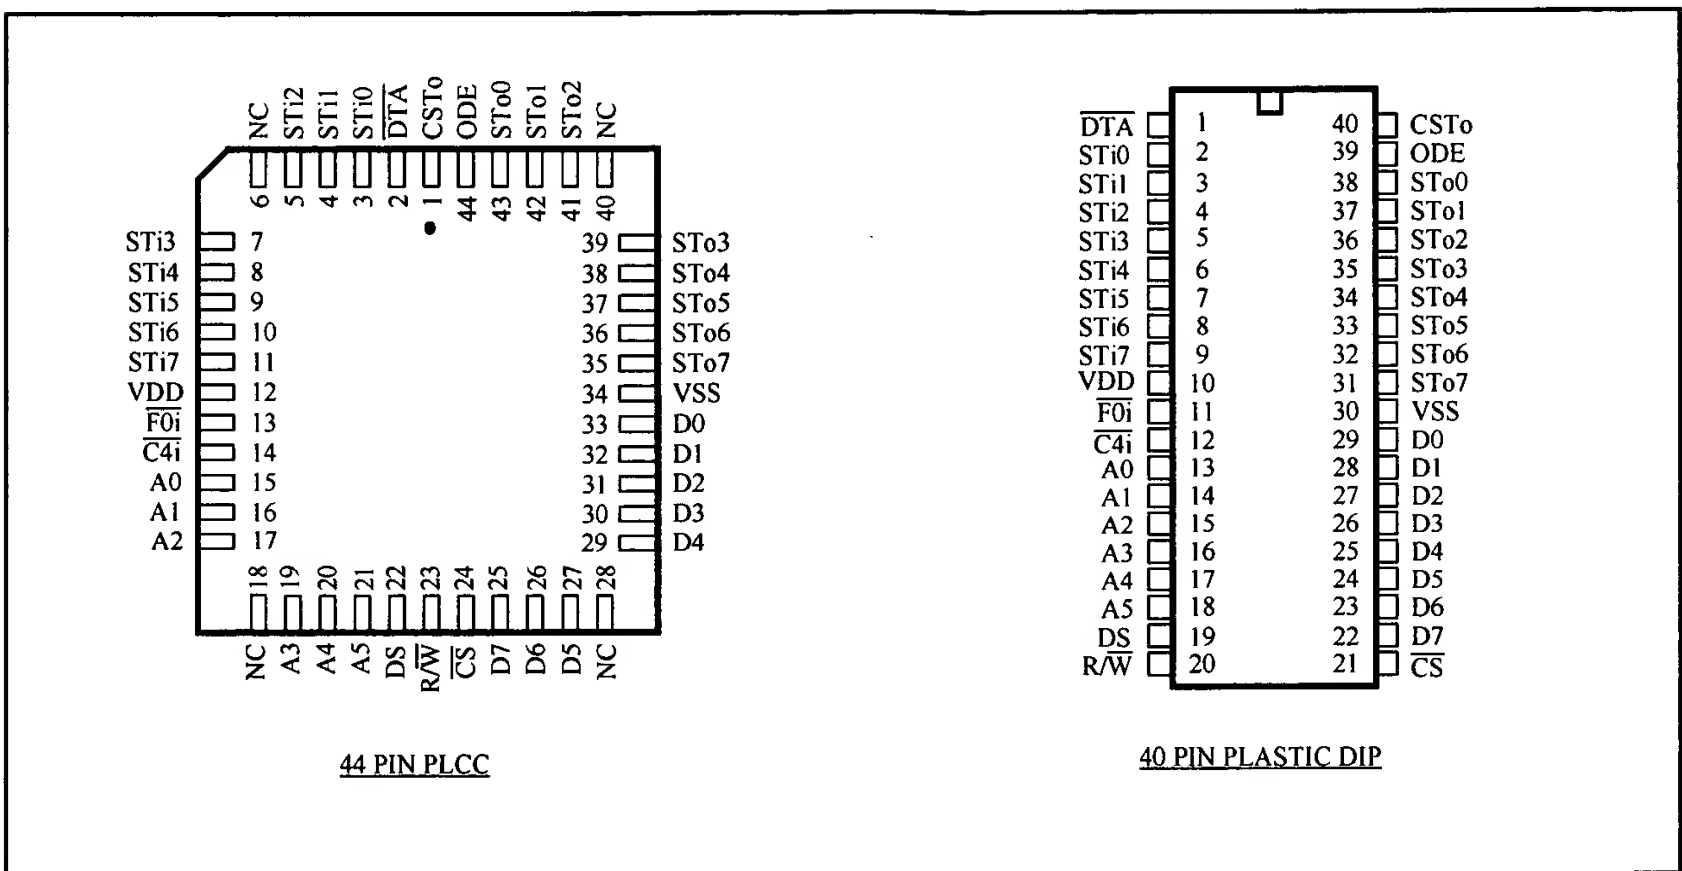 NC STi2 STi1 STi0 DTA CSTo ODE STo0 STo1 STo2 NC
6 5 4 3 2 1 44 43 42 41 40
STi3 7 39 STo3
STi4 8 38 STo4
STi5 9 37 STo5
STi6 10 36 STo6
STi7 11 35 STo7
VDD 12 34 VSS
F0i 13 33 D0
C4i 14 32 D1
A0 15 31 D2
A1 16 30 D3
A2 17 29 D4
18 19 20 21 22 23 24 25 26 27 28
NC A3 A4 A5 DS R/W CS D7 D6 D5 NC
44 PIN PLCC
DTA 1 40 CSTo
STi0 2 39 ODE
STi1 3 38 STo0
STi2 4 37 STo1
STi3 5 36 STo2
STi4 6 35 STo3
STi5 7 34 STo4
STi6 8 33 STo5
STi7 9 32 STo6
VDD 10 31 STo7
F0i 11 30 VSS
C4i 12 29 D0
A0 13 28 D1
A1 14 27 D2
A2 15 26 D3
A3 16 25 D4
A4 17 24 D5
A5 18 23 D6
DS 19 22 D7
R/W 20 21 CS
40 PIN PLASTIC DIP